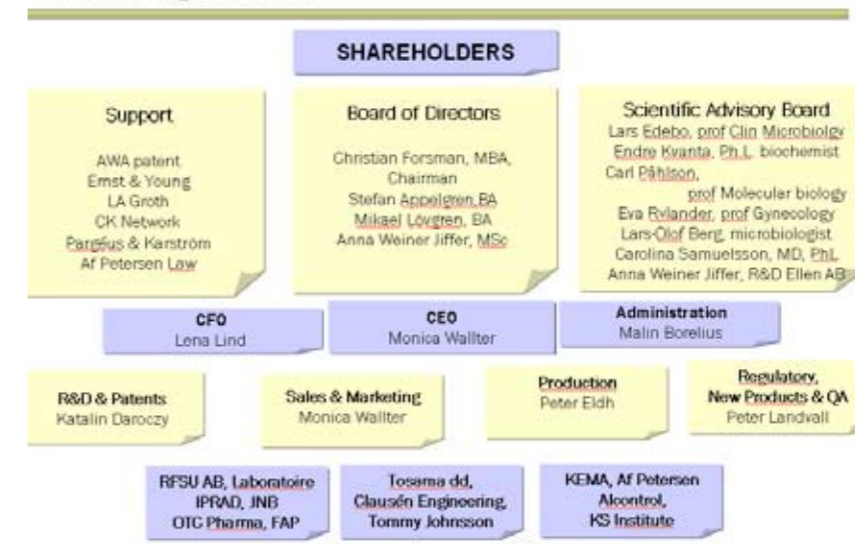 SHAREHOLDERS
Support
AWA patent
Ernst & Young
LA Groth
CK Network
Pargéus & Karström
Af Petersen Law
Board of Directors
Christian Forsman, MBA,
Chairman
Stefan Appelgren,BA
Mikael Lövgren, BA
Anna Weiner Jiffer, MSc
Scientific Advisory Board
Lars Edebo, prof Clin Microbiolgy
Endre Kvanta, Ph.L. biochemist
Carl Påhlson,
prof Molecular biology
Eva Rylander, prof Gynecology
Lars-Olof Berg, microbiologist
Carolina Samuelsson, MD, PhL
Anna Weiner Jiffer, R&D Ellen AB
CFO
Lena Lind
CEO
Monica Wallter
Administration
Malin Borelius
R&D & Patents
Katalin Daroczy
Sales & Marketing
Monica Wallter
Production
Peter Eldh
Regulatory,
New Products & QA
Peter Landvall
RFSU AB, Laboratoire
IPRAD, JNB
OTC Pharma, FAP
Tosama dd,
Clausén Engineering,
Tommy Johnsson
KEMA, Af Petersen
Alcontrol,
KS Institute